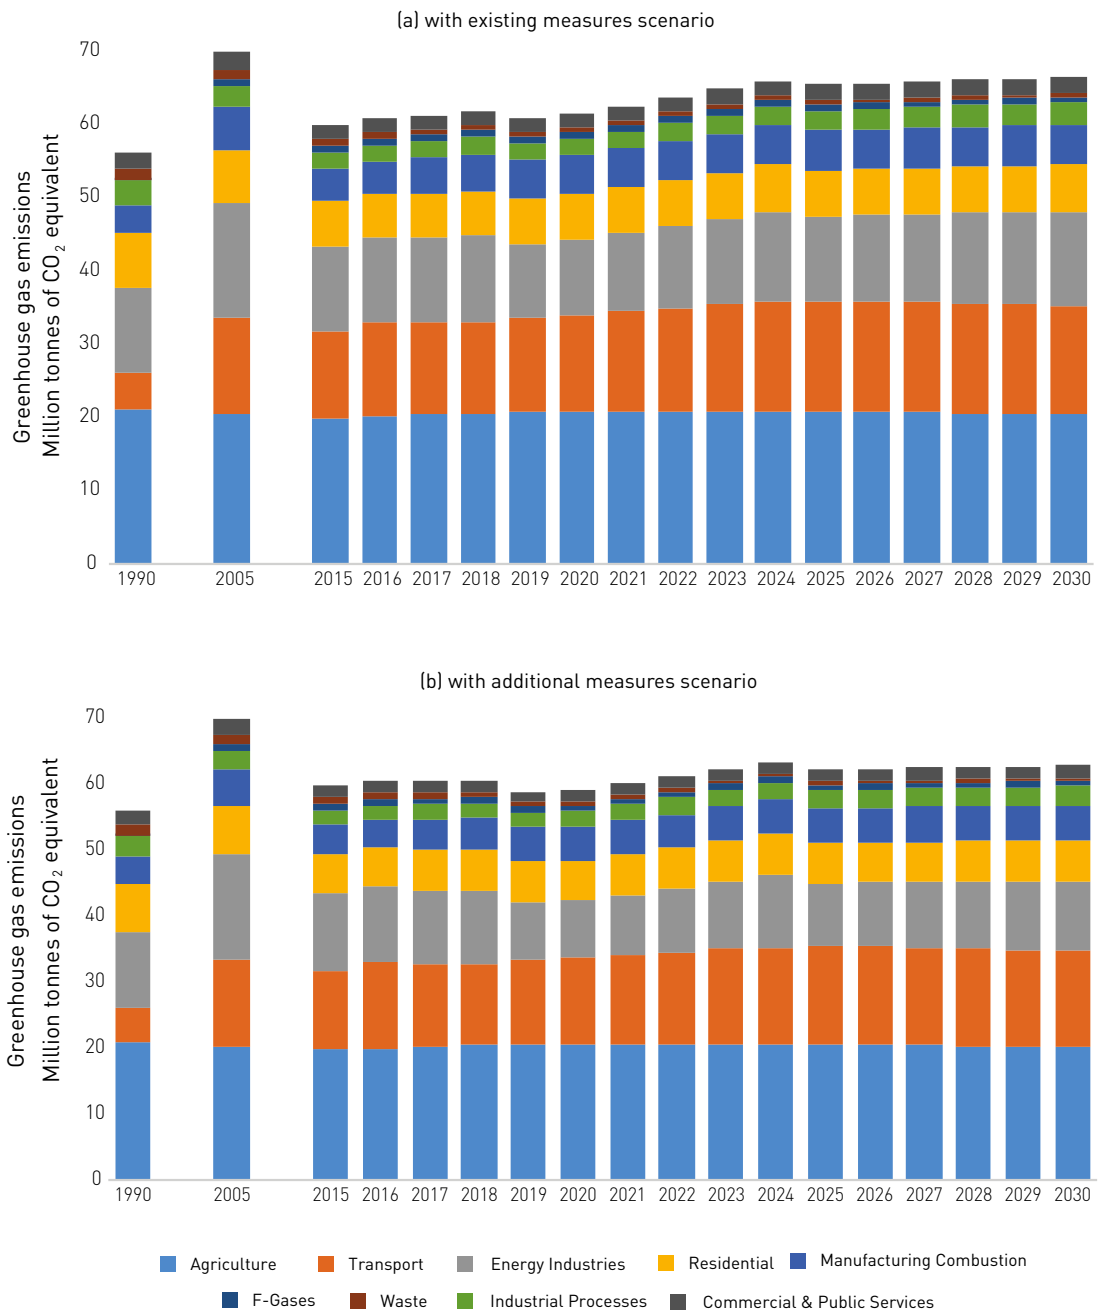 (a) with existing measures scenario
Greenhouse gas emissions
Million tonnes of CO₂ equivalent
70
60
50
40
30
20
10
0
1990 2005 2015 2016 2017 2018 2019 2020 2021 2022 2023 2024 2025 2026 2027 2028 2029 2030
(b) with additional measures scenario
Greenhouse gas emissions
Million tonnes of CO₂ equivalent
70
60
50
40
30
20
10
0
1990 2005 2015 2016 2017 2018 2019 2020 2021 2022 2023 2024 2025 2026 2027 2028 2029 2030
Agriculture Transport Energy Industries Residential Manufacturing Combustion
F-Gases Waste Industrial Processes Commercial & Public Services